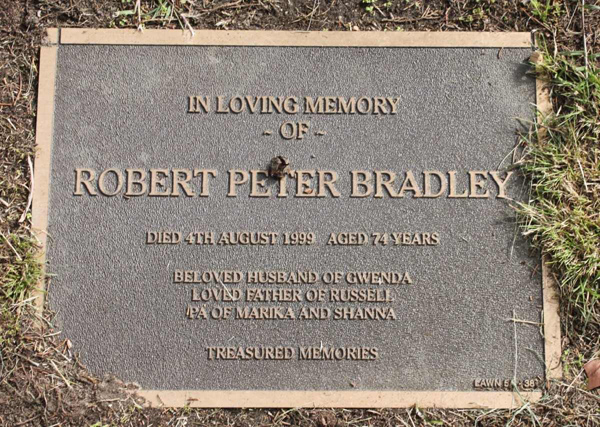 IN LOVING MEMORY
~ OF ~
ROBERT PETER BRADLEY
DIED 4TH AUGUST 1999 AGED 74 YEARS
BELOVED HUSBAND OF GWENDA
LOVED FATHER OF RUSSELL
PA OF MARIKA AND SHANNA
TREASURED MEMORIES
LAWN